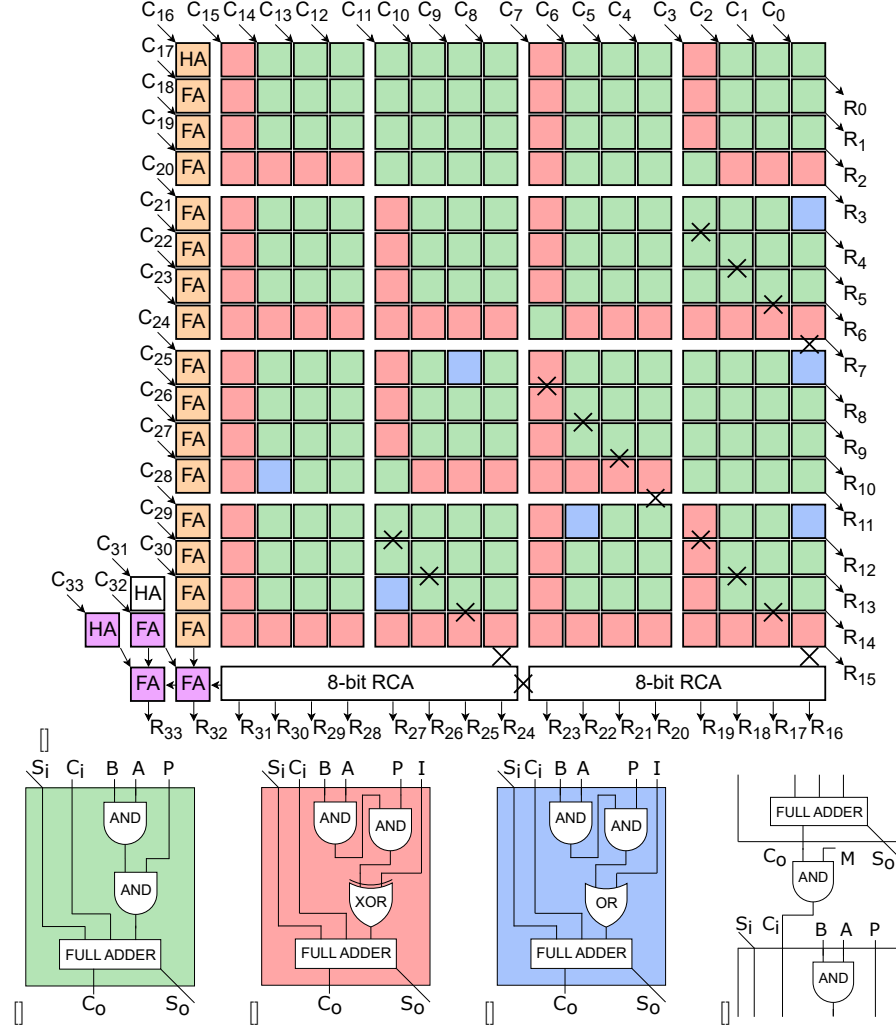 C16 C15 C14 C13 C12 C11 C10 C9 C8 C7 C6 C5 C4 C3 C2 C1 C0
C17 HA
C18 FA R0
C19 FA R1
C20 FA R2
C21 FA R3
C22 FA R4
C23 FA R5
C24 FA R6
C25 FA R7
C26 FA R8
C27 FA R9
C28 FA R10
C29 FA R11
C30 FA R12
C31 HA FA R13
C33 C32 HA FA FA R14
FA FA 8-bit RCA 8-bit RCA R15
R33 R32 R31 R30 R29 R28 R27 R26 R25 R24 R23 R22 R21 R20 R19 R18 R17 R16
[]
Si Ci B A P
AND
AND
FULL ADDER
Co So
[]
Si Ci B A P I
AND AND
XOR
FULL ADDER
Co So
[]
Si Ci B A P I
AND AND
OR
FULL ADDER
Co So
[]
FULL ADDER
Co M So
AND
Si Ci B A P
AND
[]